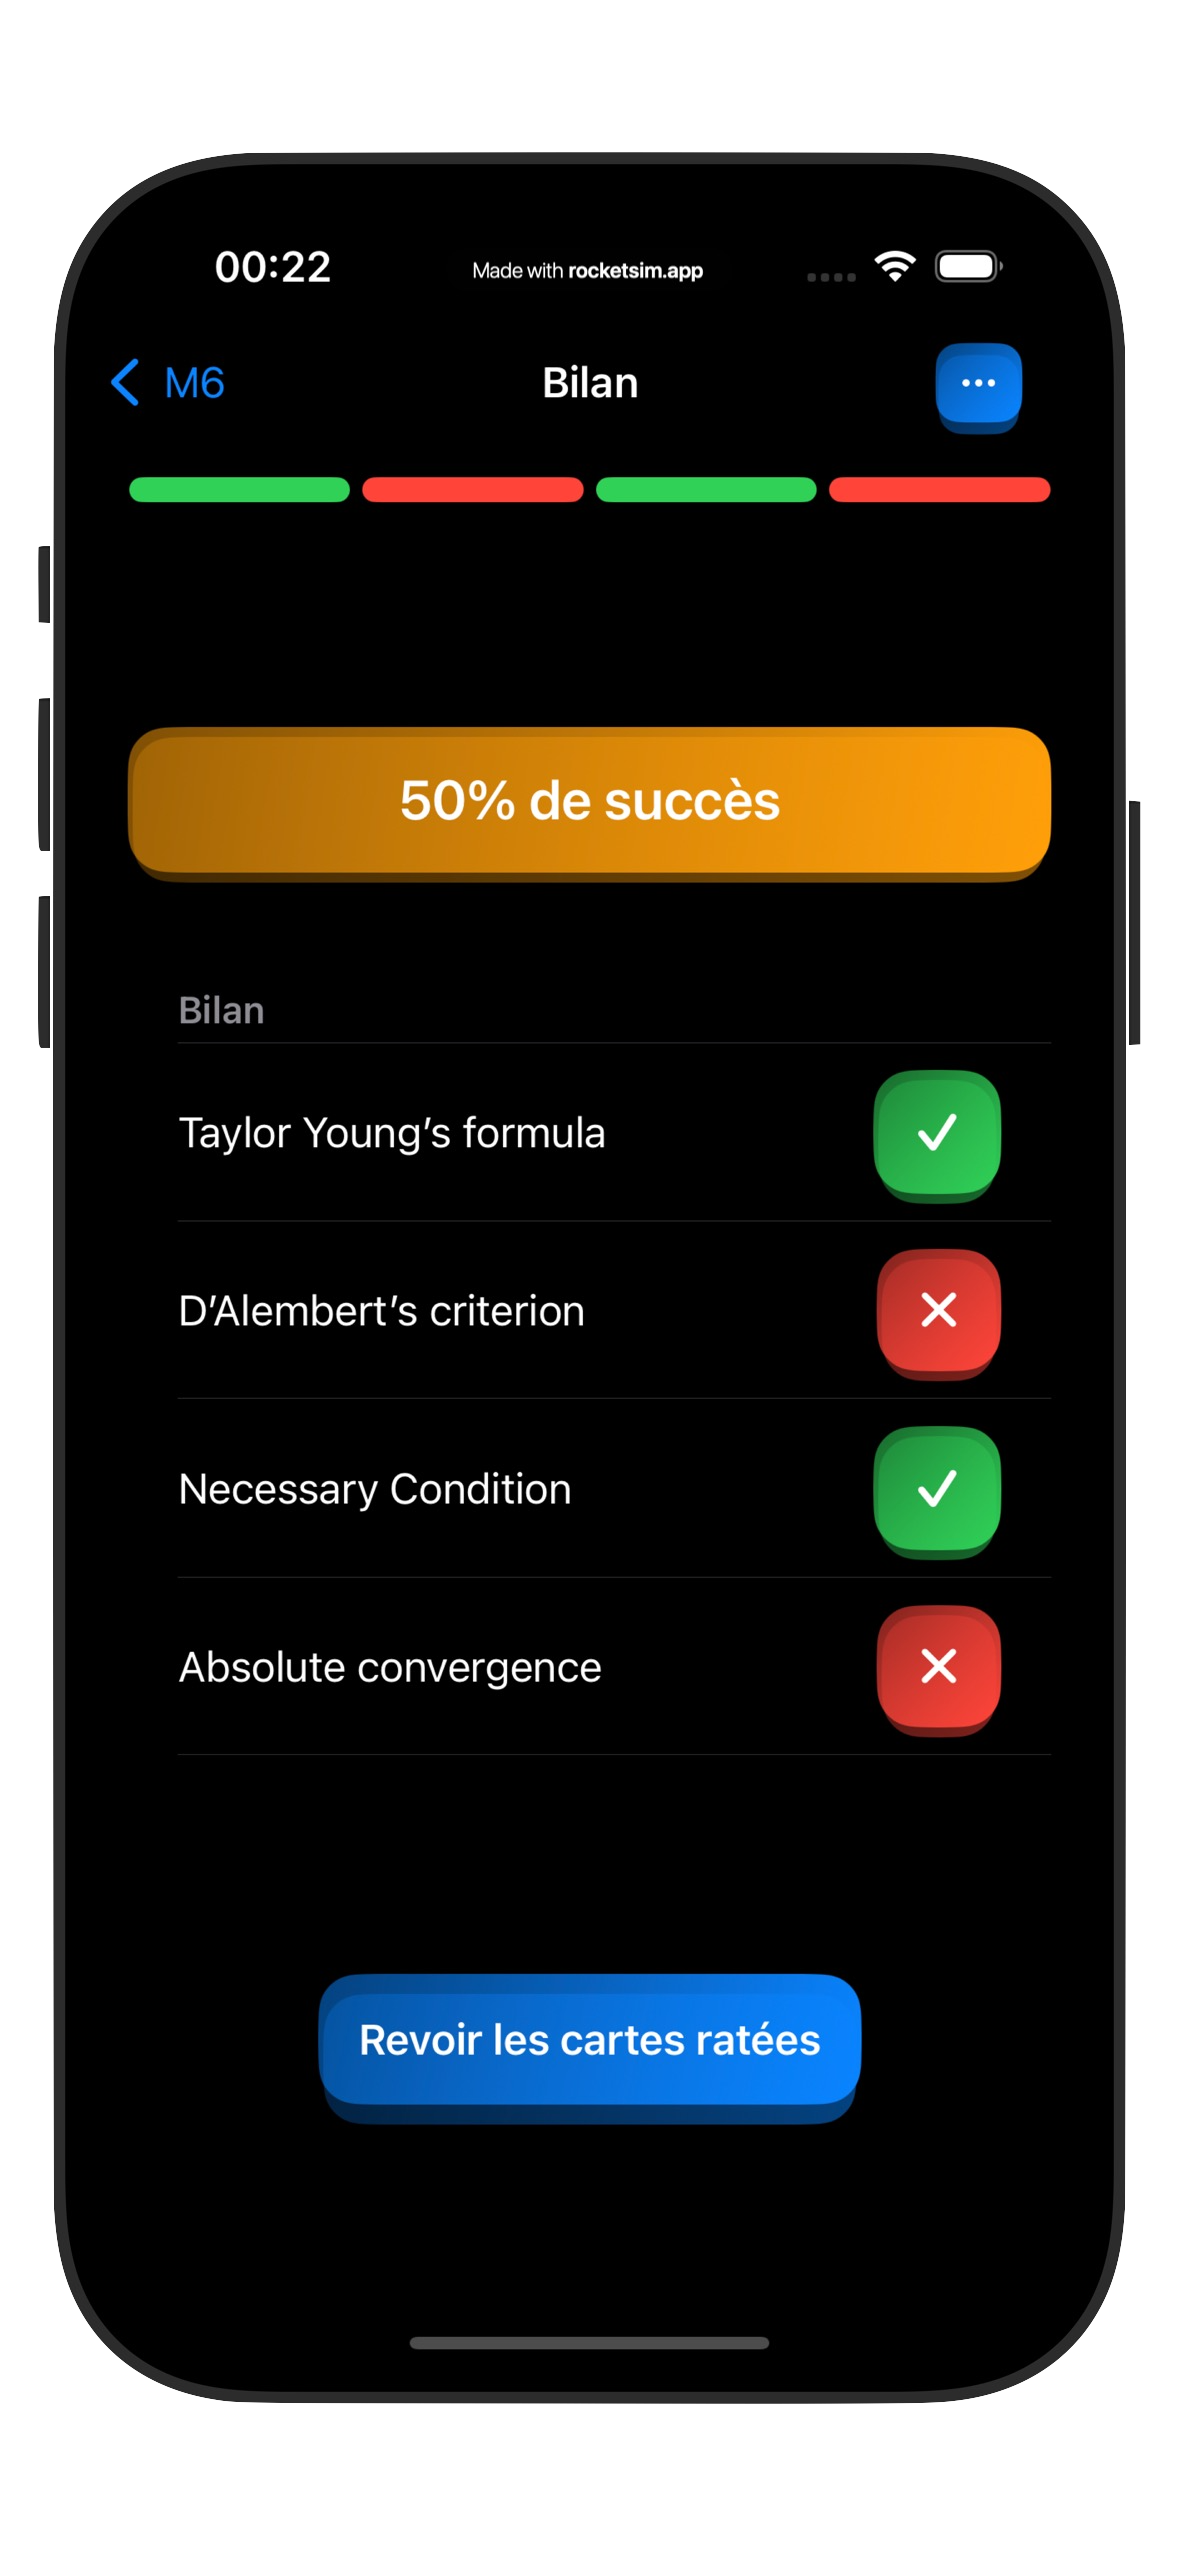 00:22
Made with rocketsim.app
M6
Bilan
50% de succès
Bilan
Taylor Young’s formula
D’Alembert’s criterion
Necessary Condition
Absolute convergence
Revoir les cartes ratées